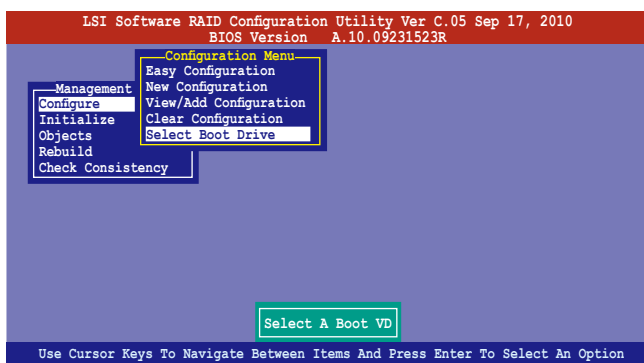 LSI Software RAID Configuration Utility Ver C.05 Sep 17, 2010
BIOS Version A.10.09231523R
Configuration Menu
Easy Configuration
New Configuration
View/Add Configuration
Clear Configuration
Select Boot Drive
Management
Configure
Initialize
Objects
Rebuild
Check Consistency
Select A Boot VD
Use Cursor Keys To Navigate Between Items And Press Enter To Select An Option